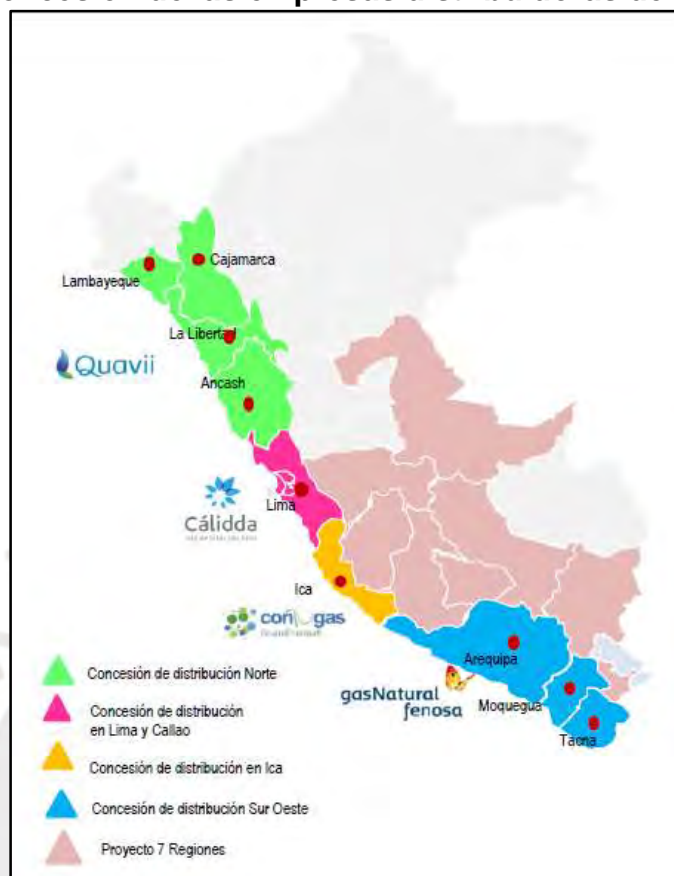 Cajamarca
Lambayeque
La Libertad
Quavii
Ancash
Lima
Cálidda
Ica
coñugas
Arequipa
gasNatural
fenosa
Moquegua
Tacna
Concesión de distribución Norte
Concesión de distribución
en Lima y Callao
Concesión de distribución en Ica
Concesión de distribución Sur Oeste
Proyecto 7 Regiones